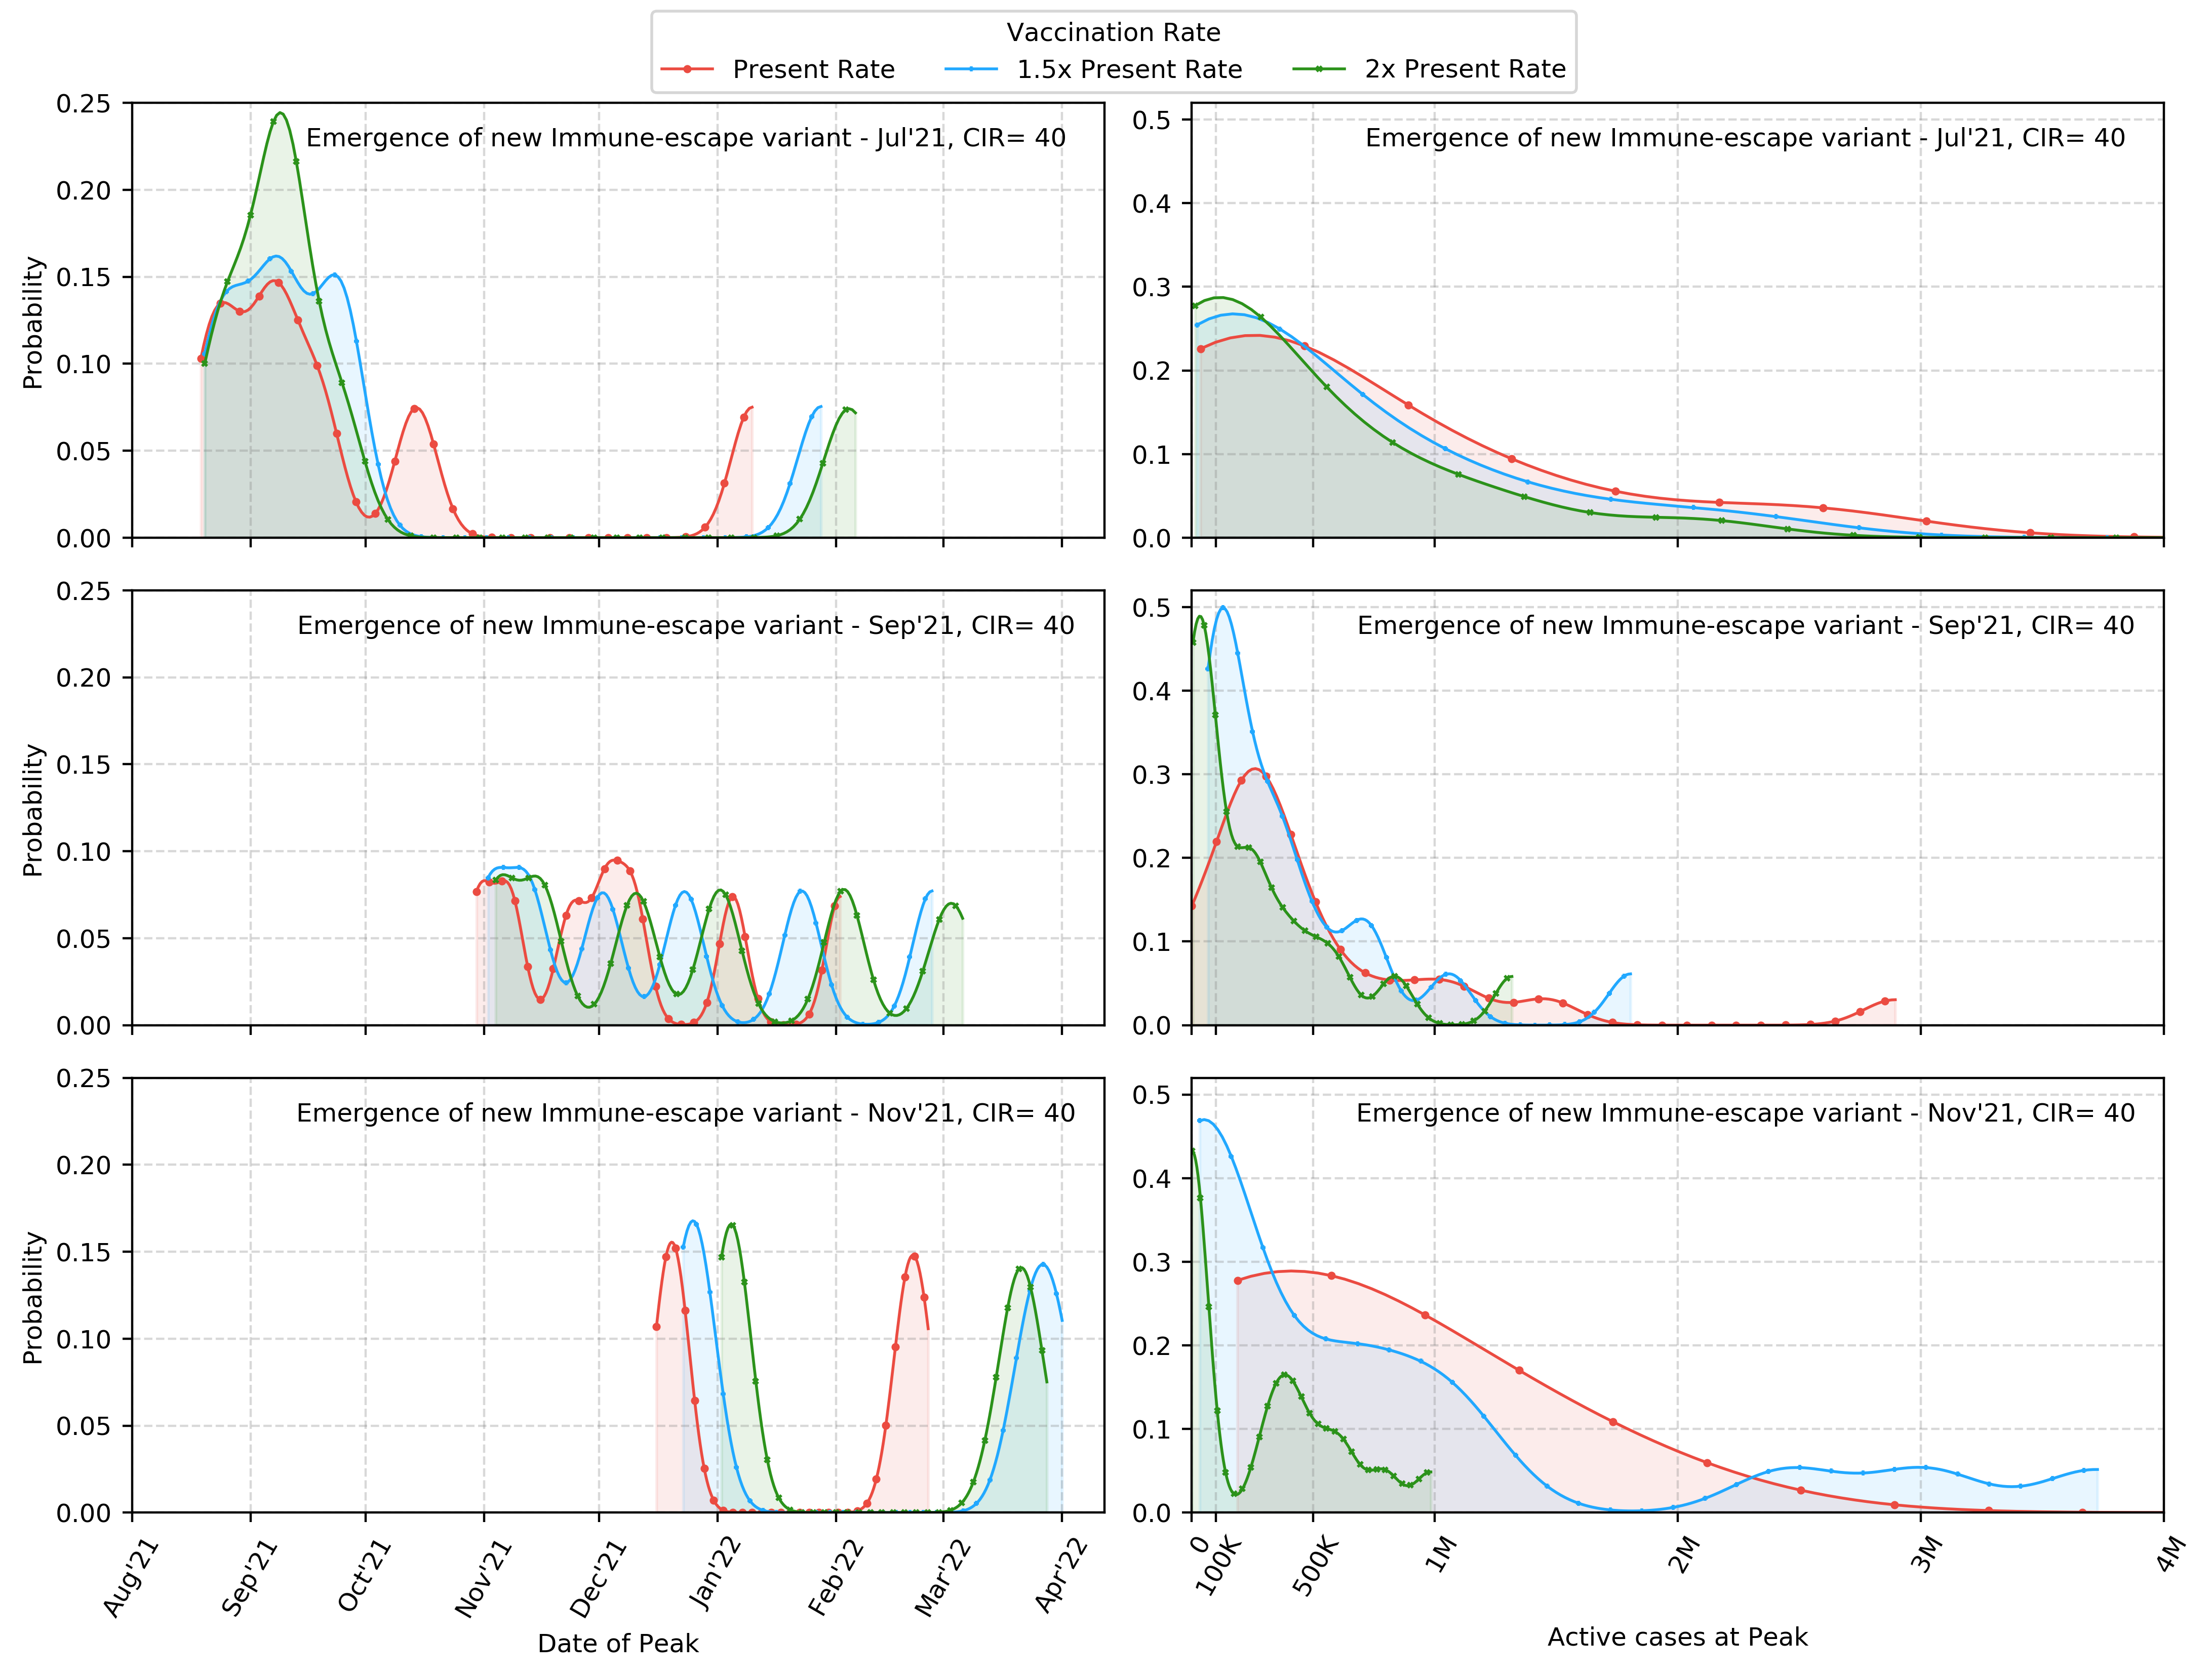 Vaccination Rate
Present Rate 1.5x Present Rate 2x Present Rate
Emergence of new Immune-escape variant - Jul'21, CIR= 40
0.25
0.20
0.15
0.10
0.05
0.00
Probability
Emergence of new Immune-escape variant - Jul'21, CIR= 40
0.5
0.4
0.3
0.2
0.1
0.0
Emergence of new Immune-escape variant - Sep'21, CIR= 40
0.25
0.20
0.15
0.10
0.05
0.00
Probability
Emergence of new Immune-escape variant - Sep'21, CIR= 40
0.5
0.4
0.3
0.2
0.1
0.0
Emergence of new Immune-escape variant - Nov'21, CIR= 40
0.25
0.20
0.15
0.10
0.05
0.00
Probability
Aug'21 Sep'21 Oct'21 Nov'21 Dec'21 Jan'22 Feb'22 Mar'22 Apr'22
Date of Peak
Emergence of new Immune-escape variant - Nov'21, CIR= 40
0.5
0.4
0.3
0.2
0.1
0.0
0 100K 500K 1M 2M 3M 4M
Active cases at Peak